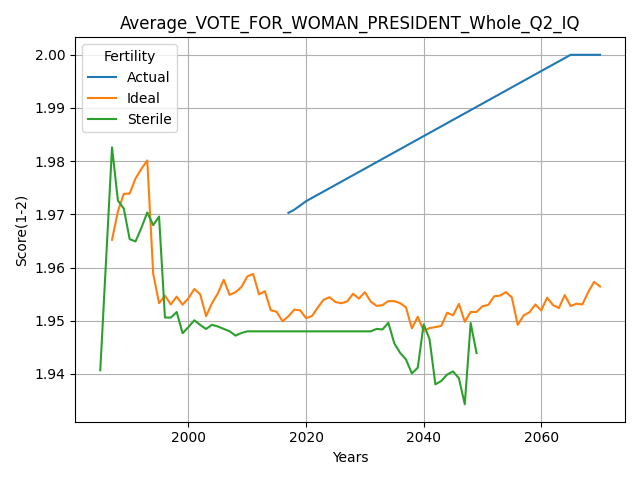 Average_VOTE_FOR_WOMAN_PRESIDENT_Whole_Q2_IQ
Fertility
Actual
Ideal
Sterile
Score(1-2)
2.00
1.99
1.98
1.97
1.96
1.95
1.94
2000 2020 2040 2060
Years